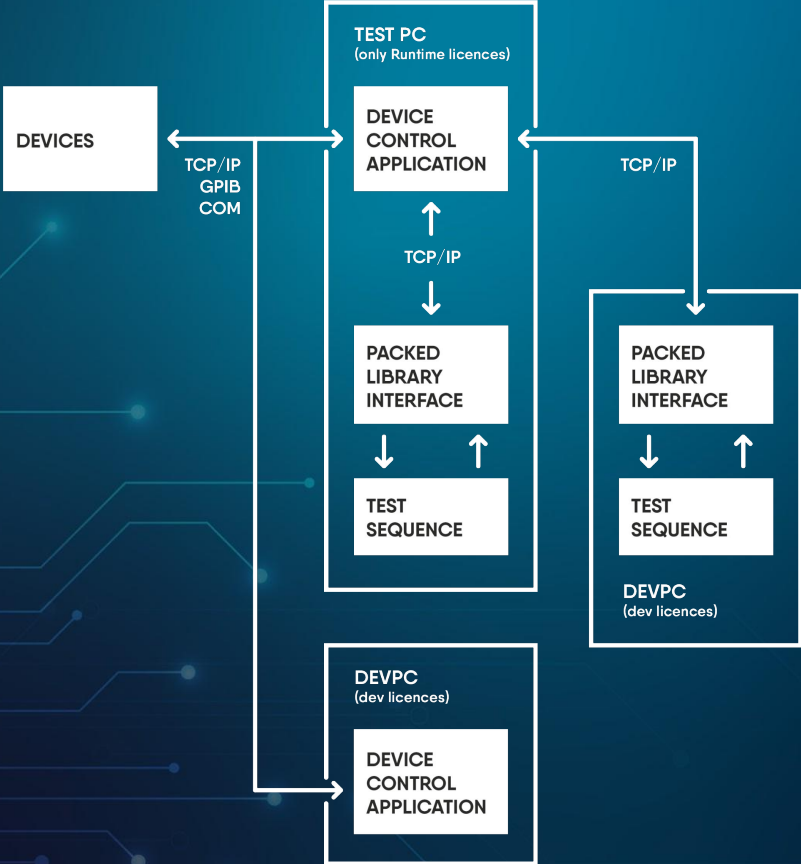 TEST PC
(only Runtime licences)
DEVICES
DEVICE
CONTROL
APPLICATION
TCP/IP
GPIB
COM
TCP/IP
TCP/IP
PACKED
LIBRARY
INTERFACE
TEST
SEQUENCE
PACKED
LIBRARY
INTERFACE
TEST
SEQUENCE
DEVPC
(dev licences)
DEVPC
(dev licences)
DEVICE
CONTROL
APPLICATION